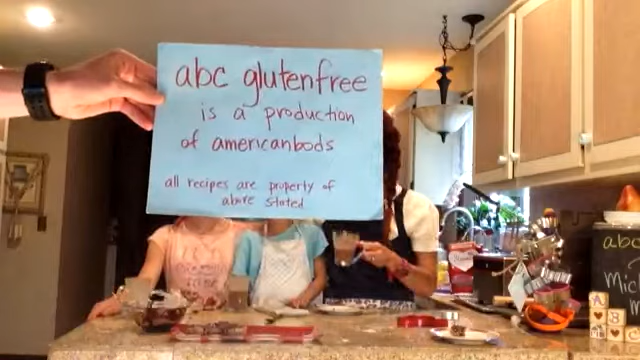 abc glutenfree
is a production
of americanbods
all recipes are property of
above stated
abc
A
B
C